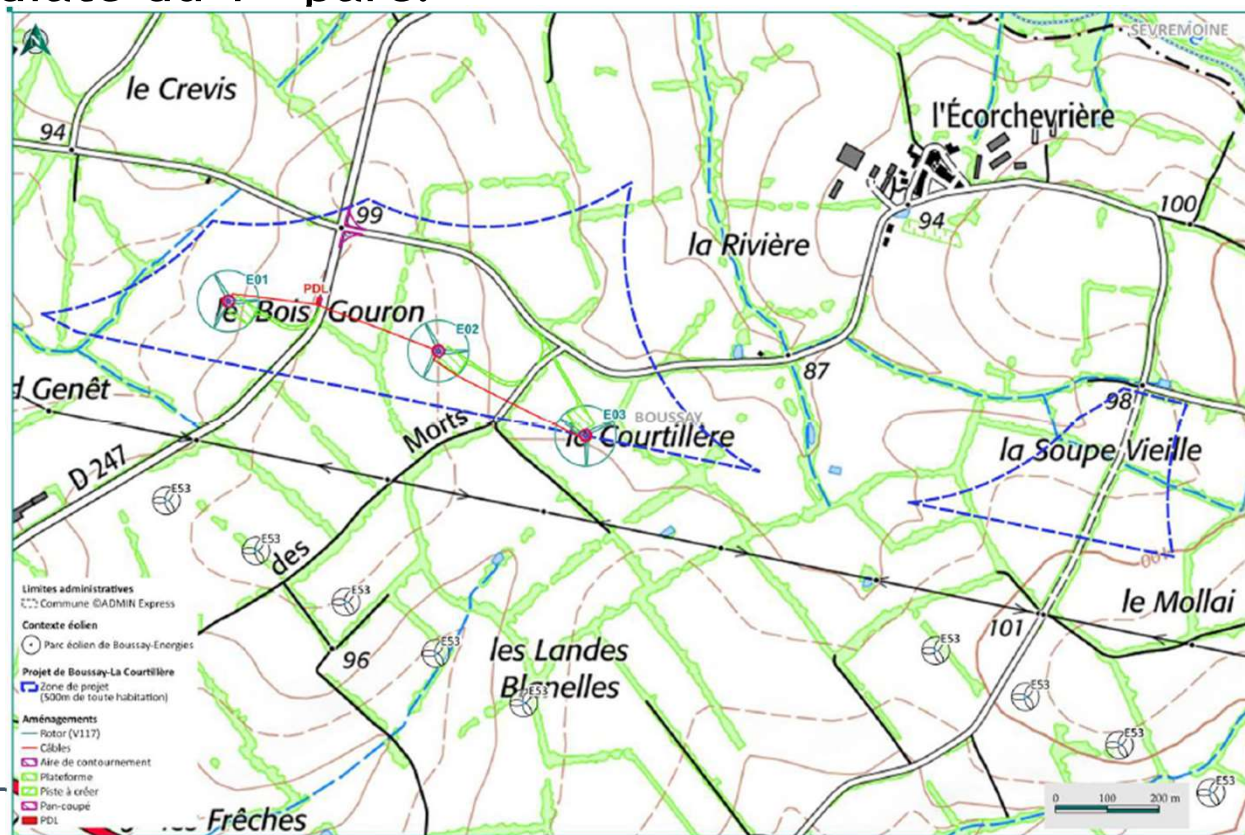 SEVREMOINE
le Crevis
l'Écorchevrière
94
99
94
100
la Rivière
E01
PDL
le Bois Gouron
E02
87
d Genêt
98
E03
BOUSSAY
la Courtillère
Morts
la Soupe Vieille
D 247
E53
E53
des
100
E53
le Mollai
101
E53
E53
96
les Landes
Blanelles
E53
E53
E53
E53
Limites administratives
Commune ©ADMIN Express
Contexte éolien
Parc éolien de Boussay-Energies
Projet de Boussay-La Courtillère
Zone de projet
(500m de toute habitation)
Aménagements
Rotor (V117)
Câbles
Aire de contournement
Plateforme
Piste à créer
Pan-coupé
PDL
Frêches
0 100 200 m